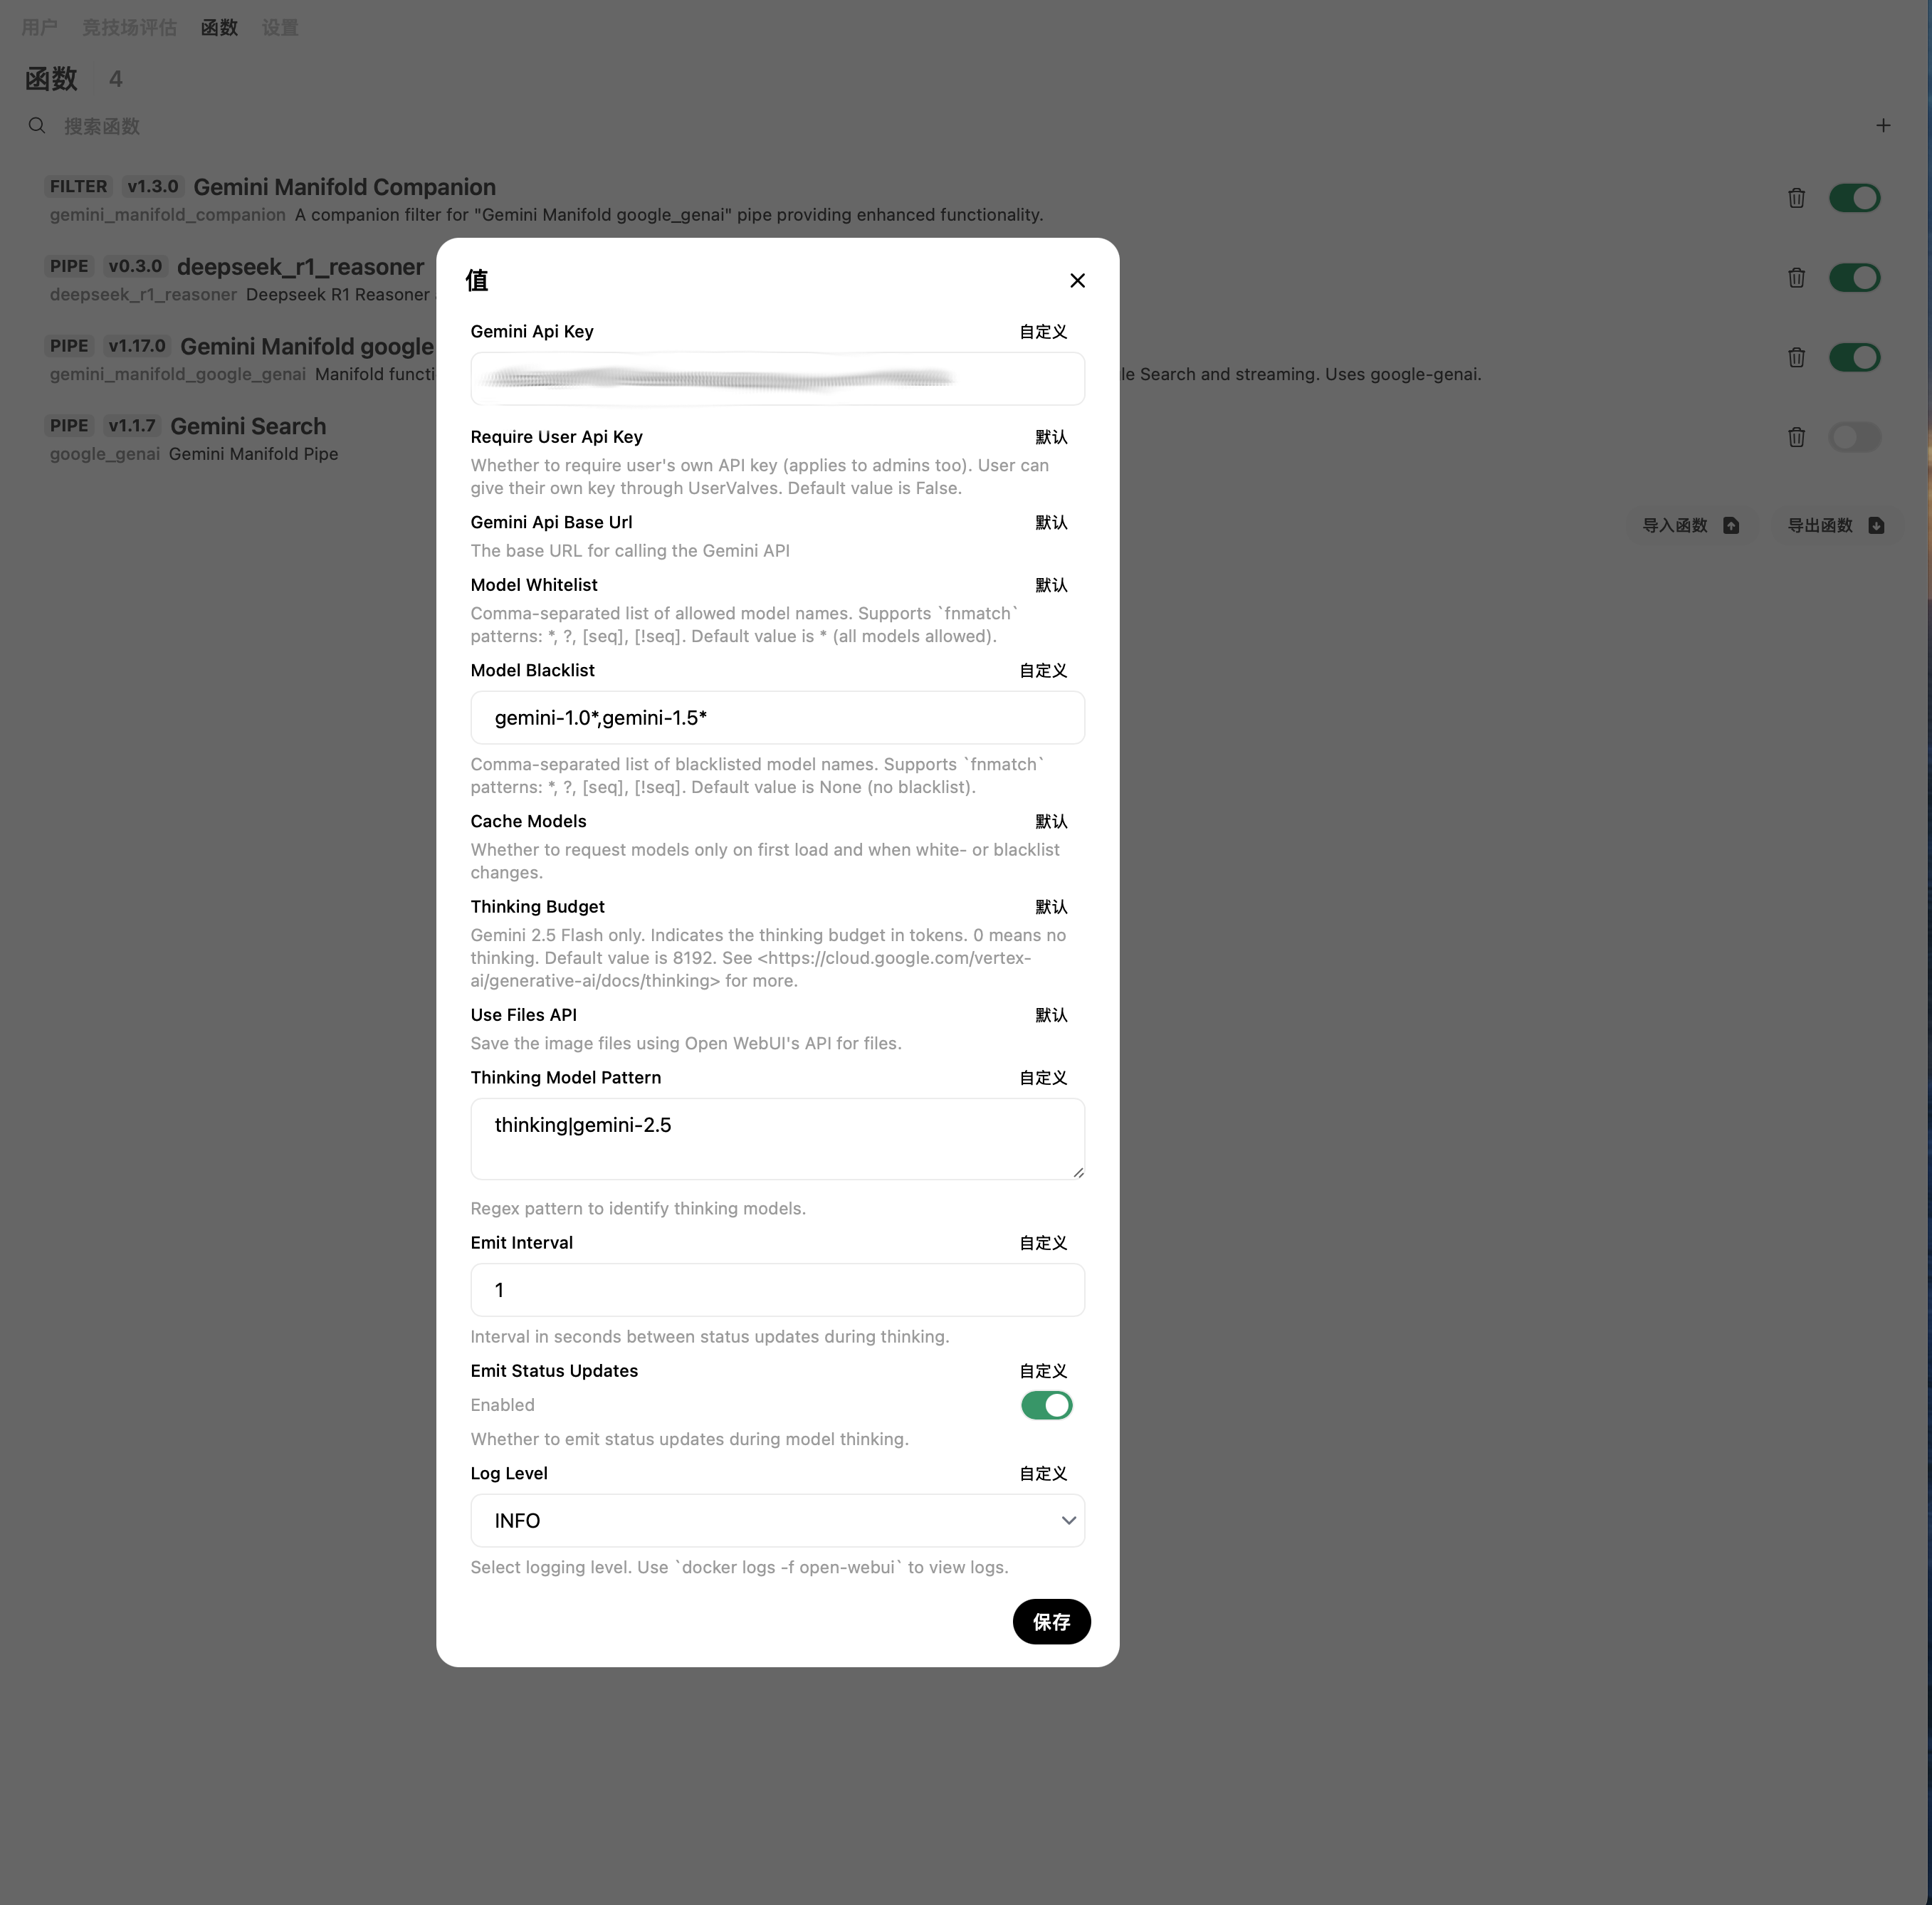 用户 竞技场评估 函数 设置
函数 4
搜索函数
FILTER v1.3.0 Gemini Manifold Companion
gemini_manifold_companion A companion filter for "Gemini Manifold google_genai" pipe providing enhanced functionality.
PIPE v0.3.0 deepseek_r1_reasoner
deepseek_r1_reasoner Deepseek R1 Reasoner
PIPE v1.17.0 Gemini Manifold google
gemini_manifold_google_genai Manifold functi
le Search and streaming. Uses google-genai.
PIPE v1.1.7 Gemini Search
google_genai Gemini Manifold Pipe
导入函数 导出函数
值
Gemini Api Key 自定义
Require User Api Key 默认
Whether to require user's own API key (applies to admins too). User can
give their own key through UserValves. Default value is False.
Gemini Api Base Url 默认
The base URL for calling the Gemini API
Model Whitelist 默认
Comma-separated list of allowed model names. Supports `fnmatch`
patterns: *, ?, [seq], [!seq]. Default value is * (all models allowed).
Model Blacklist 自定义
gemini-1.0*,gemini-1.5*
Comma-separated list of blacklisted model names. Supports `fnmatch`
patterns: *, ?, [seq], [!seq]. Default value is None (no blacklist).
Cache Models 默认
Whether to request models only on first load and when white- or blacklist
changes.
Thinking Budget 默认
Gemini 2.5 Flash only. Indicates the thinking budget in tokens. 0 means no
thinking. Default value is 8192. See <https://cloud.google.com/vertex-
ai/generative-ai/docs/thinking> for more.
Use Files API 默认
Save the image files using Open WebUI's API for files.
Thinking Model Pattern 自定义
thinking|gemini-2.5
Regex pattern to identify thinking models.
Emit Interval 自定义
1
Interval in seconds between status updates during thinking.
Emit Status Updates 自定义
Enabled
Whether to emit status updates during model thinking.
Log Level 自定义
INFO
Select logging level. Use `docker logs -f open-webui` to view logs.
保存